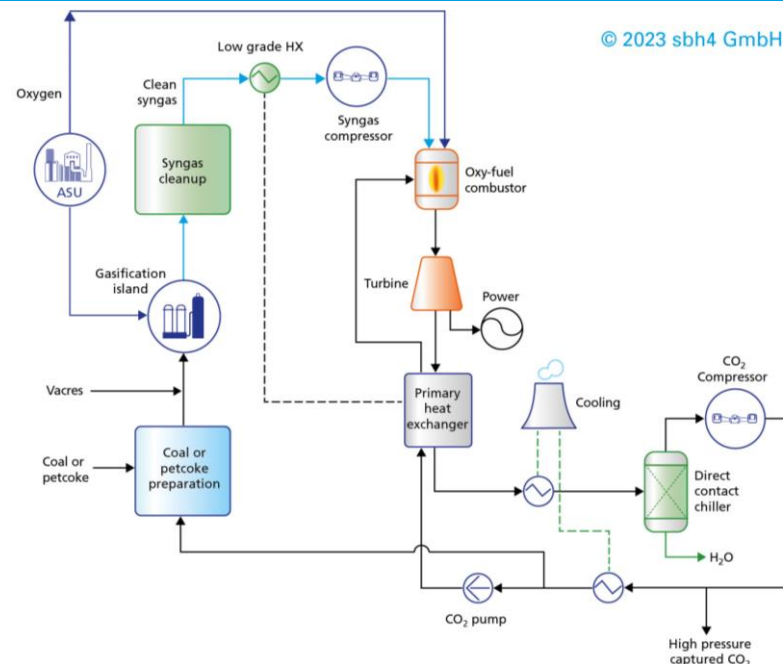 © 2023 sbh4 GmbH
Low grade HX
Oxygen
Clean
syngas
Syngas
compressor
ASU
Syngas
cleanup
Oxy-fuel
combustor
Gasification
island
Turbine
Power
Vacres
Primary
heat
exchanger
Cooling
CO₂
Compressor
Coal or
petcoke
Coal or
petcoke
preparation
Direct
contact
chiller
H₂O
CO₂ pump
High pressure
captured CO₂